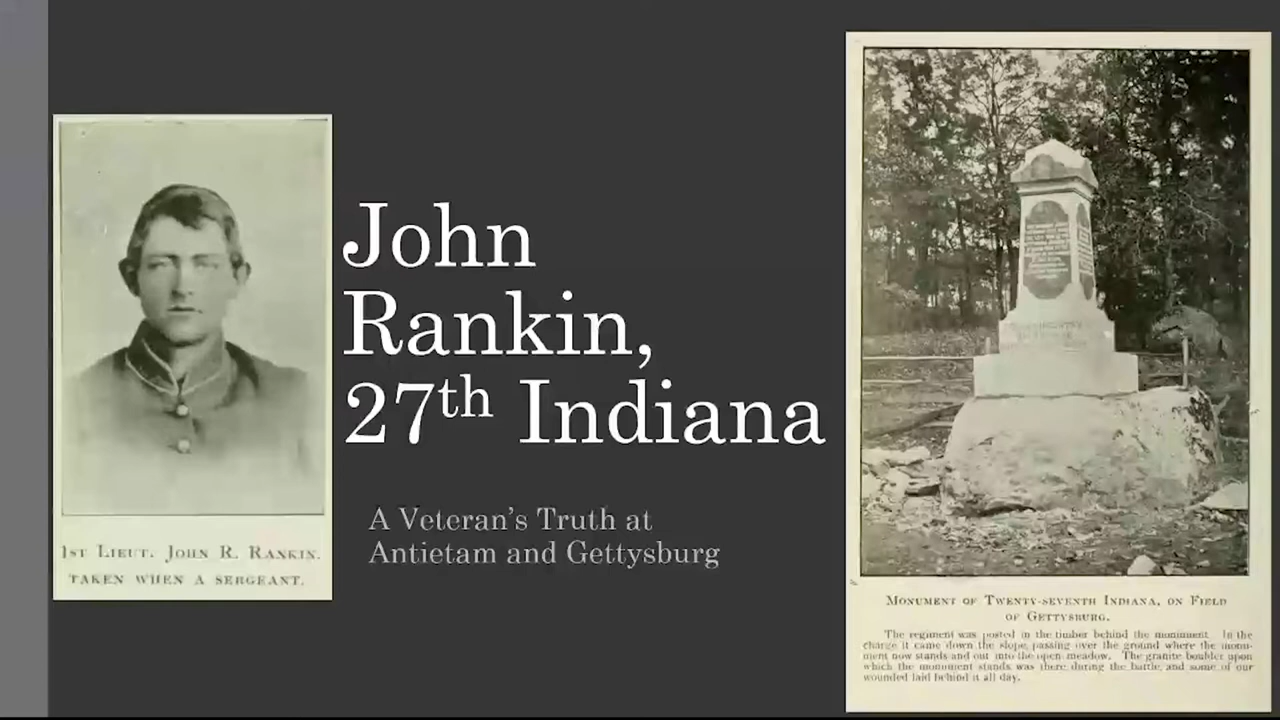 1st Lieut. John R. Rankin.
taken when a sergeant.
John
Rankin,
27th Indiana
A Veteran's Truth at
Antietam and Gettysburg
Monument of Twenty-seventh Indiana, on Field
of Gettysburg.
The regiment was posted in the timber behind the monument. In the
charge it came down the slope, passing over the ground where the monu-
ment now stands and out into the open meadow. The granite boulder upon
which the monument stands was there during the battle, and some of our
wounded laid behind it all day.